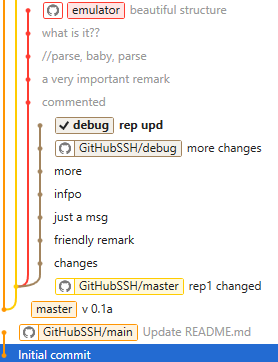 emulator beautiful structure
what is it??
//parse, baby, parse
a very important remark
commented
debug rep upd
GitHubSSH/debug more changes
more
infpo
just a msg
friendly remark
changes
GitHubSSH/master rep1 changed
master v 0.1a
GitHubSSH/main Update README.md
Initial commit